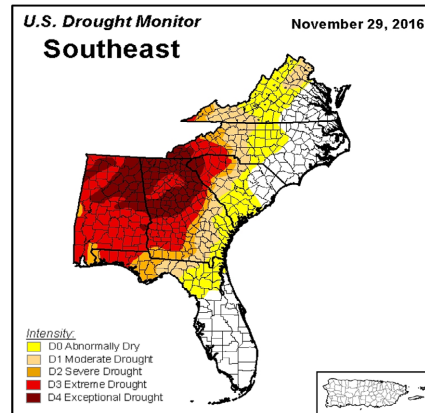 U.S. Drought Monitor
November 29, 2016
Southeast
Intensity:
D0 Abnormally Dry
D1 Moderate Drought
D2 Severe Drought
D3 Extreme Drought
D4 Exceptional Drought